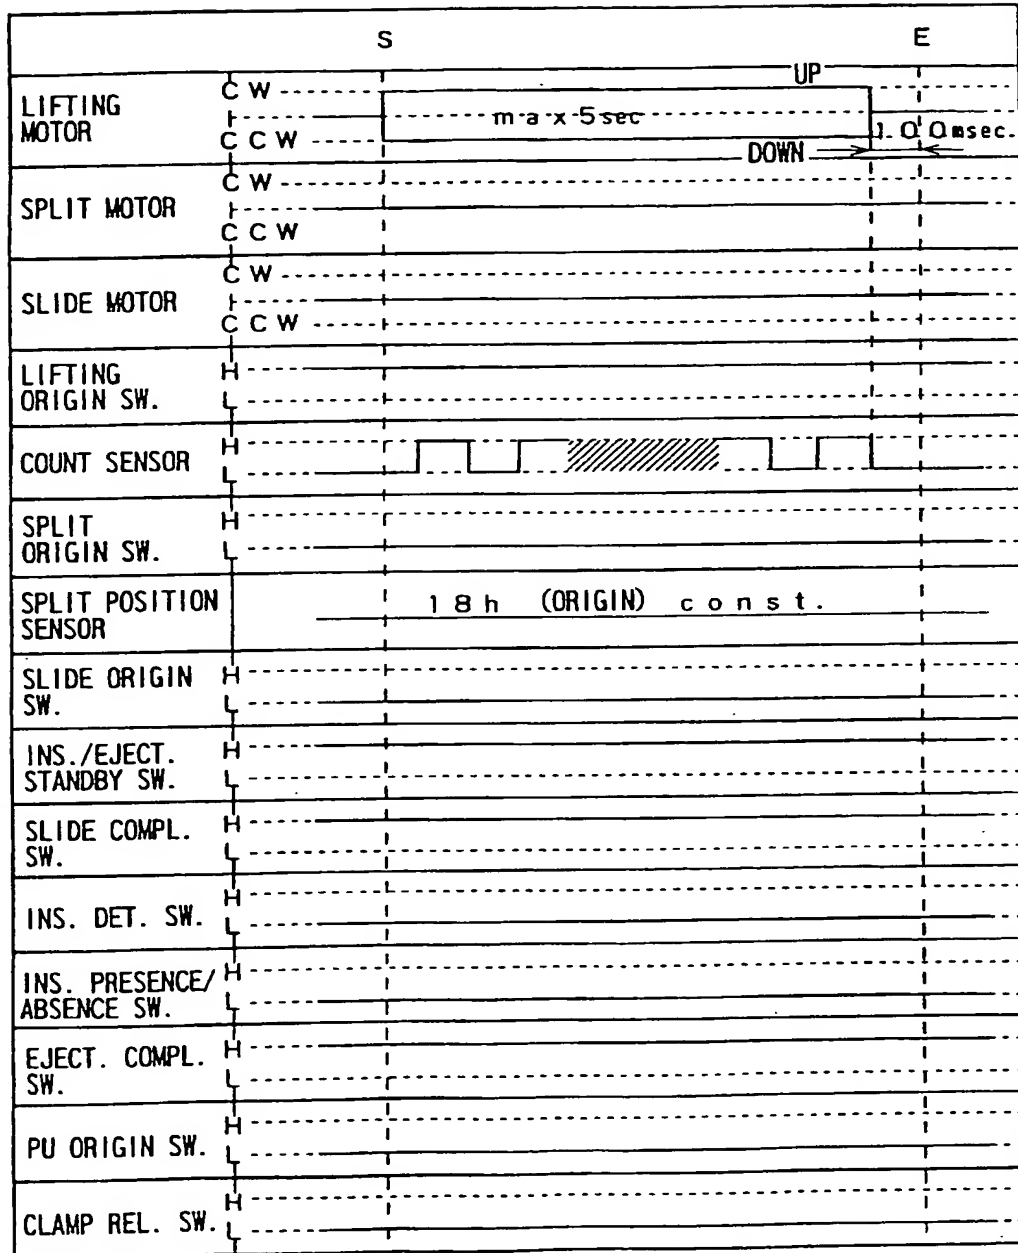 S E
UP
LIFTING
MOTOR
CW
CCW
max 5sec
100msec.
DOWN
SPLIT MOTOR
CW
CCW
SLIDE MOTOR
CW
CCW
LIFTING
ORIGIN SW.
H
L
COUNT SENSOR
H
L
SPLIT
ORIGIN SW.
H
L
SPLIT POSITION
SENSOR
18h (ORIGIN) const.
SLIDE ORIGIN
SW.
H
L
INS./EJECT.
STANDBY SW.
H
L
SLIDE COMPL.
SW.
H
L
INS. DET. SW.
H
L
INS. PRESENCE/
ABSENCE SW.
H
L
EJECT. COMPL.
SW.
H
L
PU ORIGIN SW.
H
L
CLAMP REL. SW.
H
L